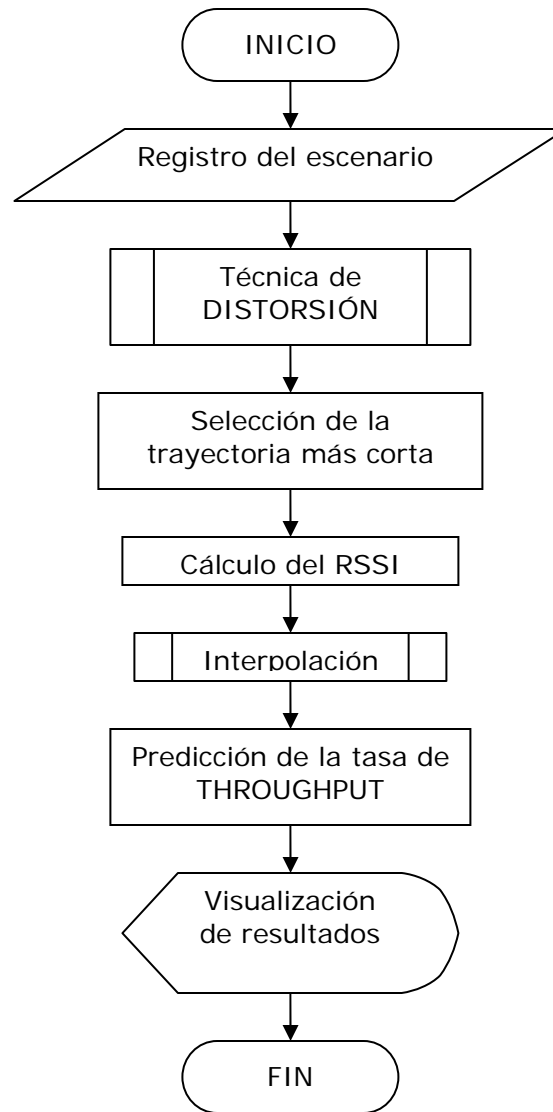 INICIO
Registro del escenario
Técnica de
DISTORSIÓN
Selección de la
trayectoria más corta
Cálculo del RSSI
Interpolación
Predicción de la tasa de
THROUGHPUT
Visualización
de resultados
FIN